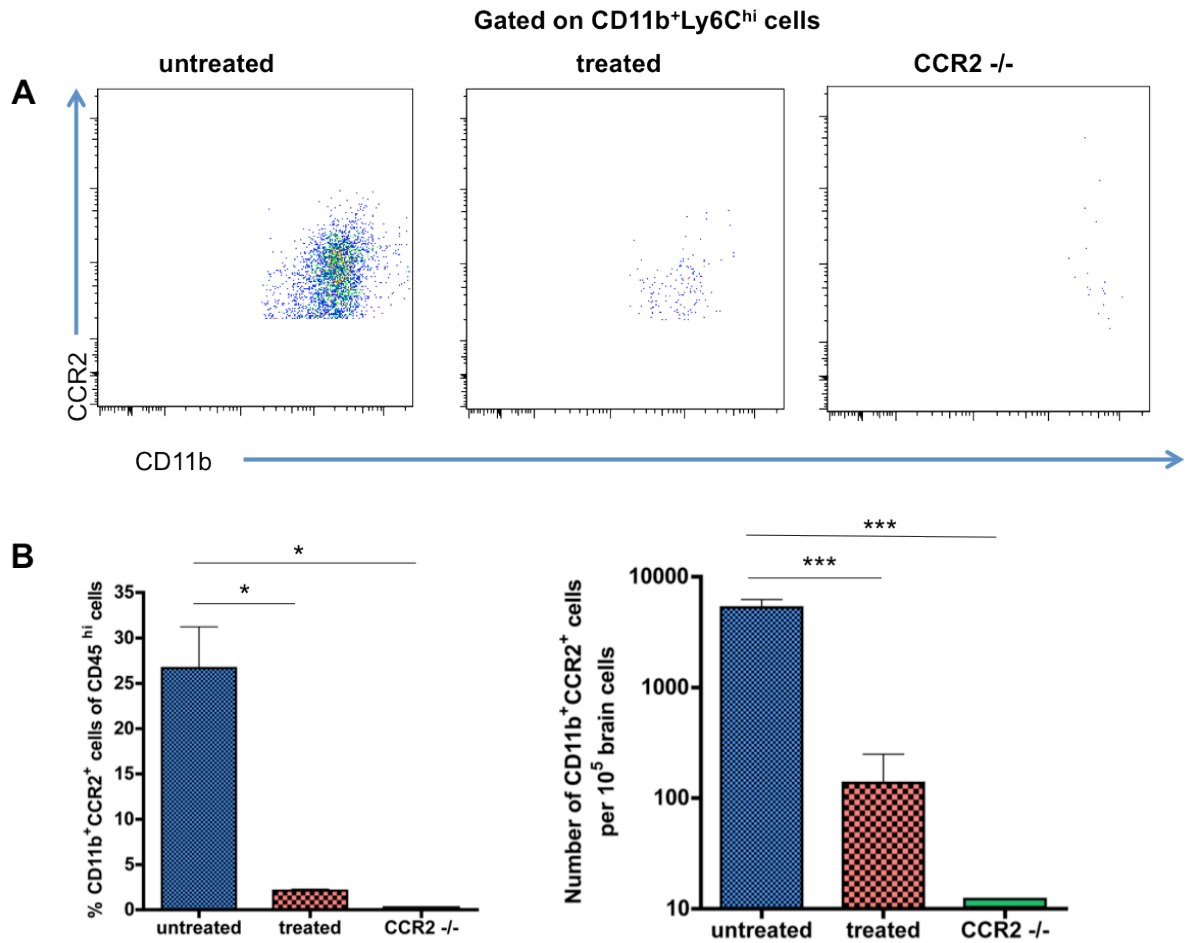 Gated on CD11b⁺Ly6Cʰⁱ cells
untreated
treated
CCR2 -/-
A
CCR2
CD11b
B
*
*
% CD11b⁺CCR2⁺ cells of CD45 ʰⁱ cells
35
30
25
20
15
10
5
0
untreated
treated
CCR2 -/-
***
***
Number of CD11b⁺CCR2⁺ cells
per 10⁵ brain cells
10000
1000
100
10
untreated
treated
CCR2 -/-